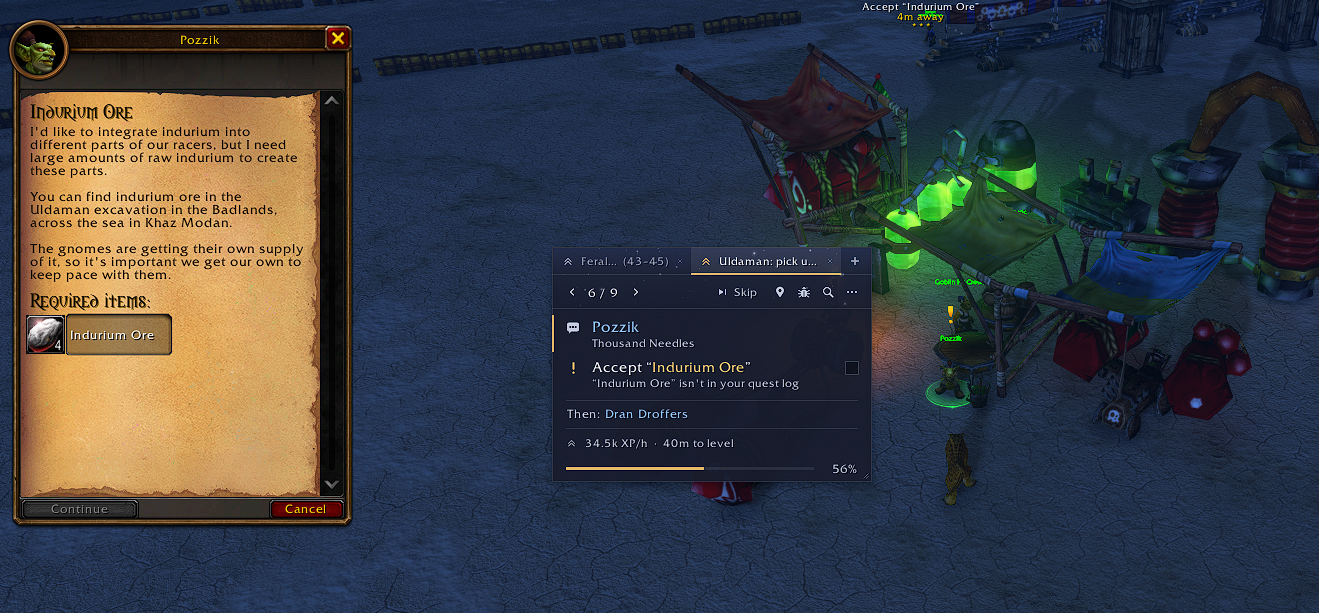 Accept “Indurium Ore”
4m away
Pozzik
Indurium Ore
I'd like to integrate indurium into
different parts of our racers, but I need
large amounts of raw indurium to create
these parts.
You can find indurium ore in the
Uldaman excavation in the Badlands,
across the sea in Khaz Modan.
The gnomes are getting their own supply
of it, so it's important we get our own to
keep pace with them.
Required items:
4
Indurium Ore
Continue
Cancel
Feral... (43-45)
Uldaman: pick u...
6 / 9
Skip
Pozzik
Thousand Needles
Accept “Indurium Ore”
“Indurium Ore” isn't in your quest log
Then: Dran Droffers
34.5k XP/h · 40m to level
56%
Goblin
Pozzik